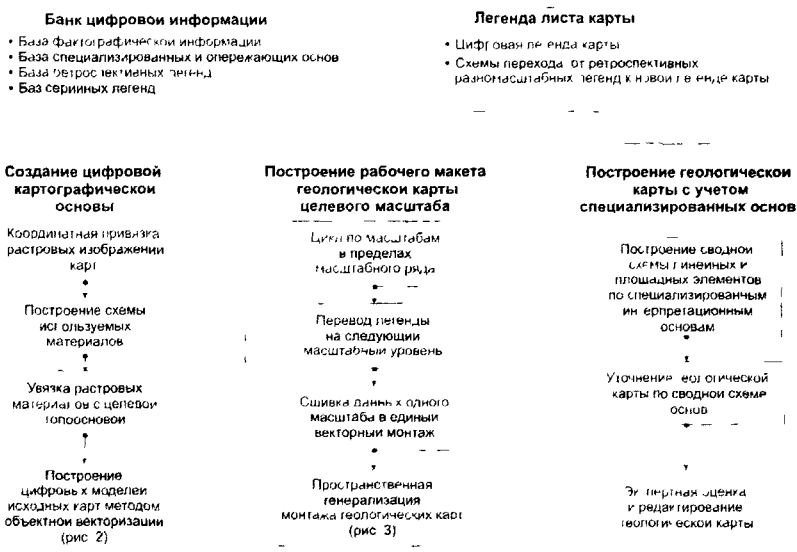 Банк цифровой информации
• База фактографической информации
• База специализированных и опережающих основ
• База ретроспективных легенд
• Баз серийных легенд
Легенда листа карты
• Цифровая легенда карты
• Схемы перехода от ретроспективных
разномасштабных легенд к новой легенде карты
Создание цифровой
картографической
основы
Координатная привязка
растровых изображений
карт
Построение схемы
используемых
материалов
Увязка растровых
материалов с целевой
топоосновой
Построение
цифровых моделей
исходных карт методом
объектной векторизации
(рис 2)
Построение рабочего макета
геологической карты
целевого масштаба
Цикл по масштабам
в пределах
масштабного ряда
Перевод легенды
на следующий
масштабный уровень
Сшивка данных одного
масштаба в единый
векторный монтаж
Пространственная
генерализация
монтажа геологических карт
(рис 3)
Построение геологической
карты с учетом
специализированных основ
Построение сводной
схемы линейных и
площадных элементов
по специализированным
интерпретационным
основам
Уточнение геологической
карты по сводной схеме
основ
Экспертная оценка
и редактирование
геологической карты